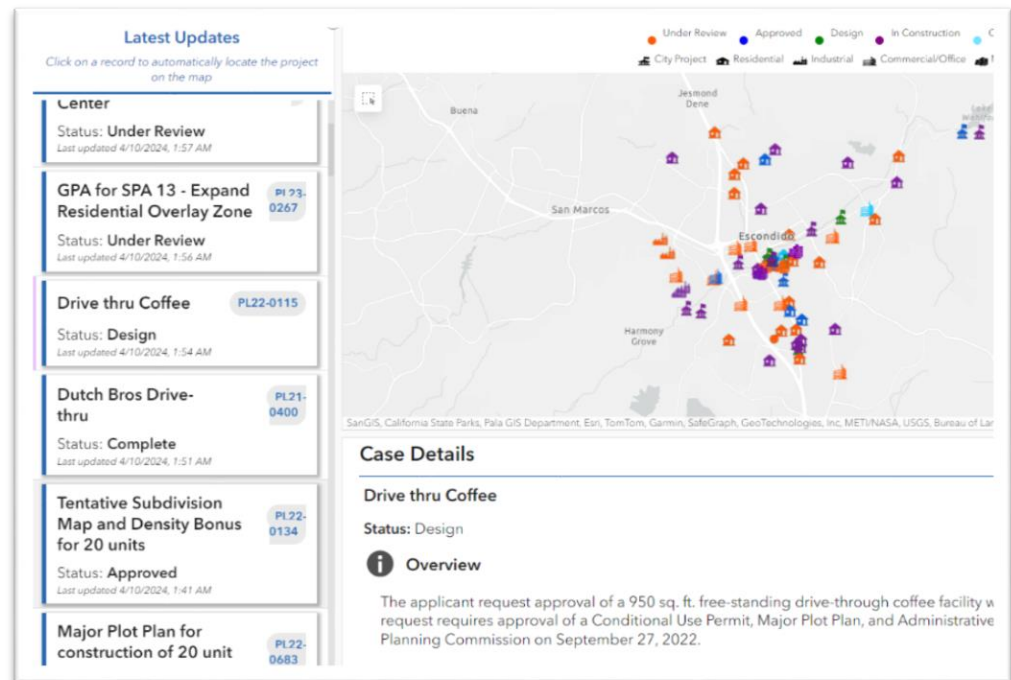 Latest Updates
Click on a record to automatically locate the project
on the map
Center
Status: Under Review
Last updated 4/10/2024, 1:57 AM
GPA for SPA 13 - Expand
Residential Overlay Zone
PL23-
0267
Status: Under Review
Last updated 4/10/2024, 1:56 AM
Drive thru Coffee
PL22-0115
Status: Design
Last updated 4/10/2024, 1:54 AM
Dutch Bros Drive-
thru
PL21-
0400
Status: Complete
Last updated 4/10/2024, 1:51 AM
Tentative Subdivision
Map and Density Bonus
for 20 units
PL22-
0134
Status: Approved
Last updated 4/10/2024, 1:41 AM
Major Plot Plan for
construction of 20 unit
PL22-
0683
Under Review Approved Design In Construction
City Project Residential Industrial Commercial/Office
Jesmond
Dene
Buena
San Marcos
Escondido
Harmony
Grove
SanGIS, California State Parks, Pala GIS Department, Esri, TomTom, Garmin, SafeGraph, GeoTechnologies, Inc, METI/NASA, USGS, Bureau of
Case Details
Drive thru Coffee
Status: Design
Overview
The applicant request approval of a 950 sq. ft. free-standing drive-through coffee facility
request requires approval of a Conditional Use Permit, Major Plot Plan, and Administrative
Planning Commission on September 27, 2022.